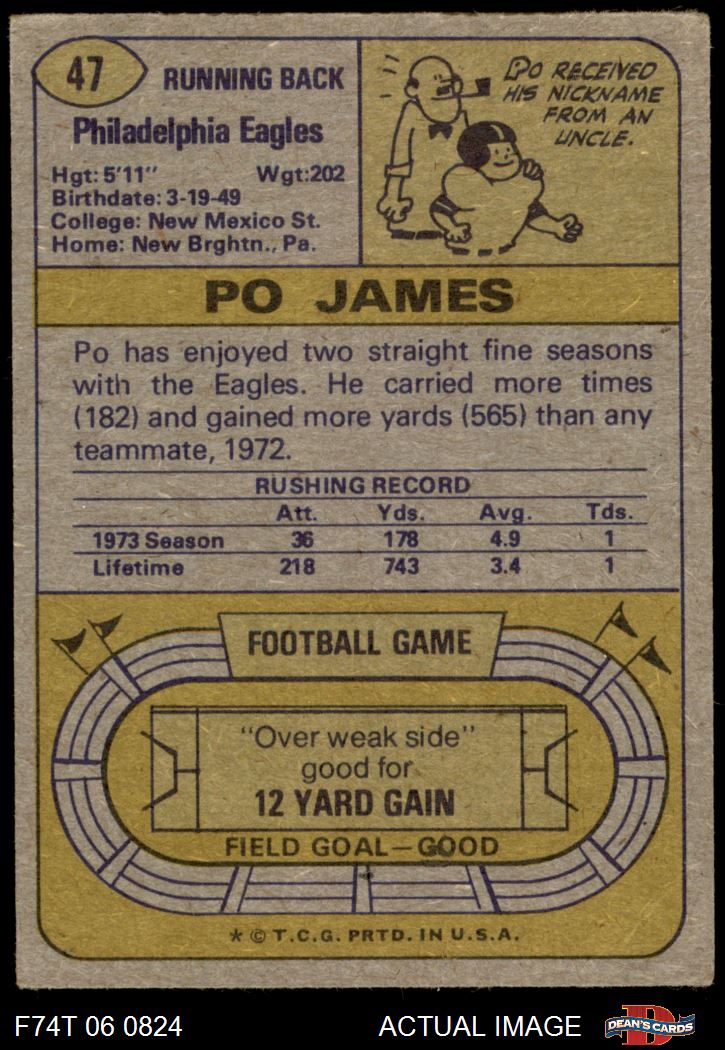 47
RUNNING BACK
Philadelphia Eagles
Hgt: 5'11" Wgt: 202
Birthdate: 3-19-49
College: New Mexico St.
Home: New Brghtn., Pa.
PO RECEIVED
HIS NICKNAME
FROM AN
UNCLE.
PO JAMES
Po has enjoyed two straight fine seasons
with the Eagles. He carried more times
(182) and gained more yards (565) than any
teammate, 1972.
RUSHING RECORD
Att. Yds. Avg. Tds.
1973 Season 36 178 4.9 1
Lifetime 218 743 3.4 1
FOOTBALL GAME
"Over weak side"
good for
12 YARD GAIN
FIELD GOAL—GOOD
* © T.C.G. PRTD. IN U.S.A.
F74T 06 0824 ACTUAL IMAGE
D
DEAN'S CARDS